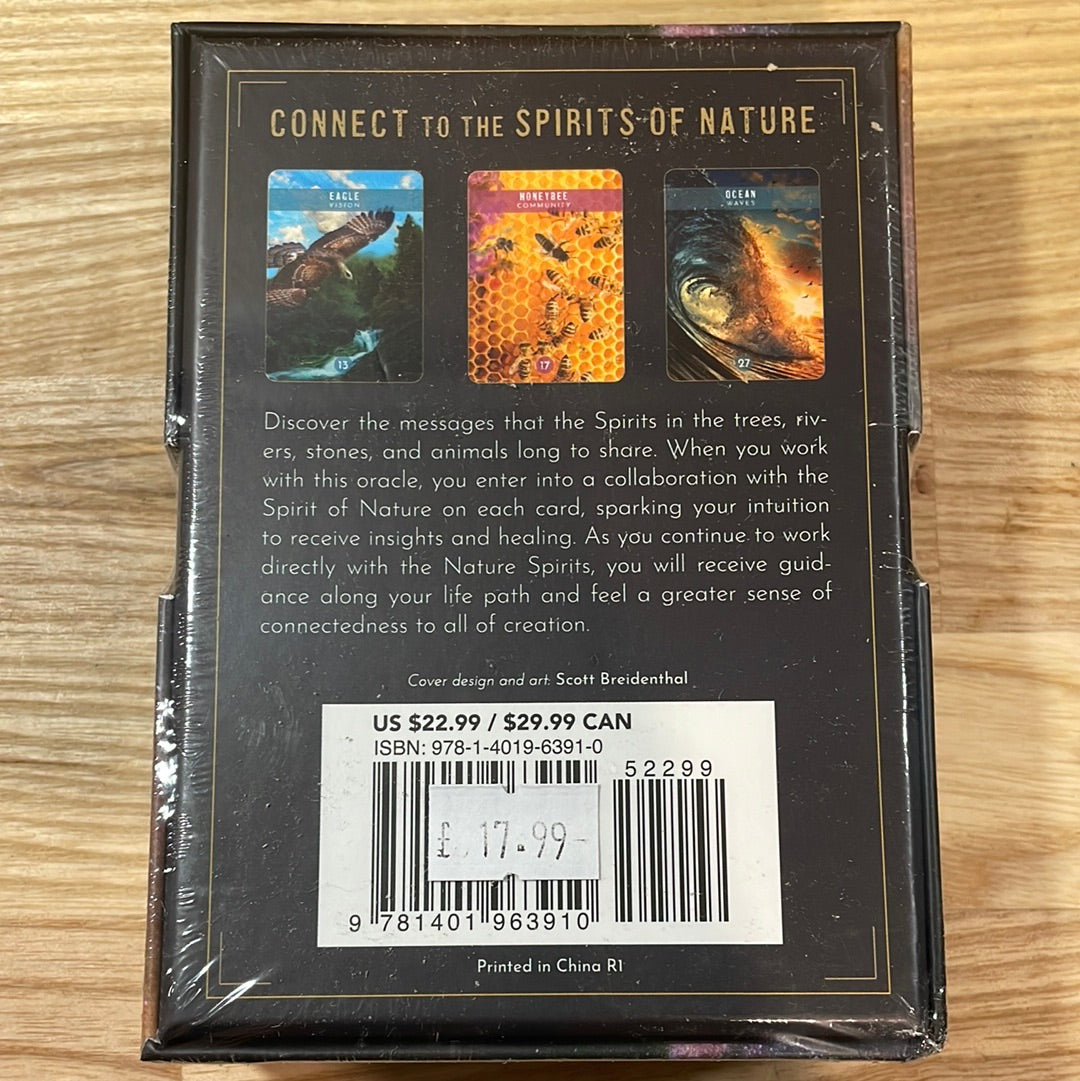 CONNECT TO THE SPIRITS OF NATURE
EAGLE
VISION
13
HONEYBEE
COMMUNITY
17
OCEAN
WAVES
27
Discover the messages that the Spirits in the trees, riv-
ers, stones, and animals long to share. When you work
with this oracle, you enter into a collaboration with the
Spirit of Nature on each card, sparking your intuition
to receive insights and healing. As you continue to work
directly with the Nature Spirits, you will receive guid-
ance along your life path and feel a greater sense of
connectedness to all of creation.
Cover design and art: Scott Breidenthal
US $22.99 / $29.99 CAN
ISBN: 978-1-4019-6391-0
52299
£ 17.99-
9 781401 963910
Printed in China R1